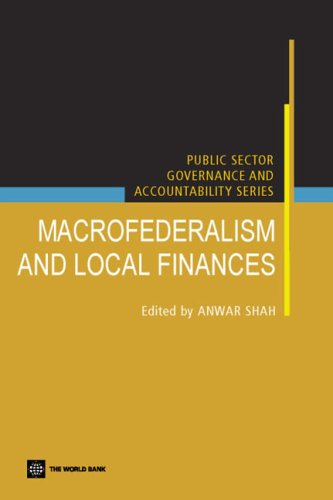 PUBLIC SECTOR
GOVERNANCE AND
ACCOUNTABILITY SERIES
MACROFEDERALISM
AND LOCAL FINANCES
Edited by ANWAR SHAH
THE WORLD BANK